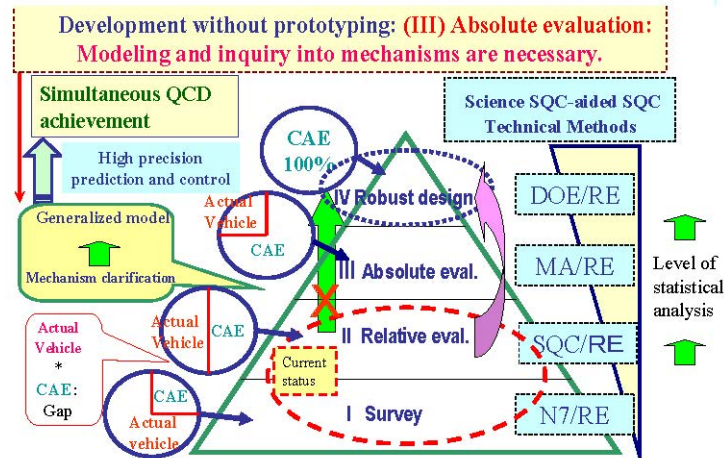 Development without prototyping: (III) Absolute evaluation:
Modeling and inquiry into mechanisms are necessary.
Simultaneous QCD
achievement
High precision
prediction and control
Generalized model
Mechanism clarification
Actual
Vehicle
*
CAE:
Gap
CAE
100%
Actual
Vehicle
CAE
Actual
Vehicle
CAE
CAE
Actual
vehicle
IV Robust design
III Absolute eval.
X
II Relative eval.
Current
status
I Survey
Science SQC-aided SQC
Technical Methods
DOE/RE
MA/RE
SQC/RE
N7/RE
Level of
statistical
analysis